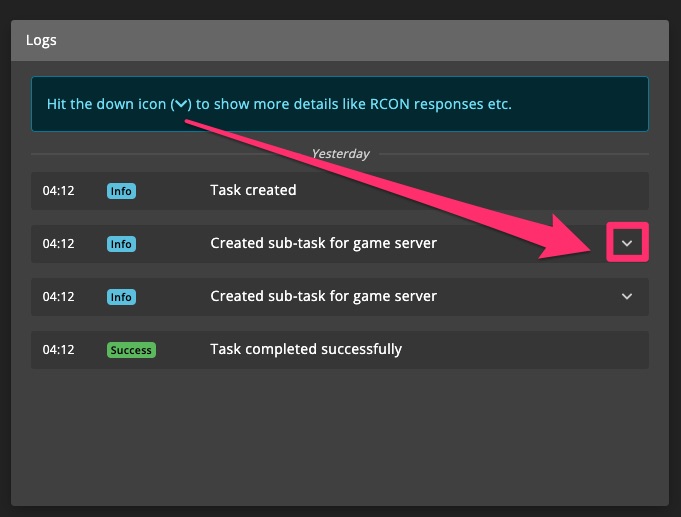 Logs
Hit the down icon () to show more details like RCON responses etc.
Yesterday
04:12 Info Task created
04:12 Info Created sub-task for game server
04:12 Info Created sub-task for game server
04:12 Success Task completed successfully